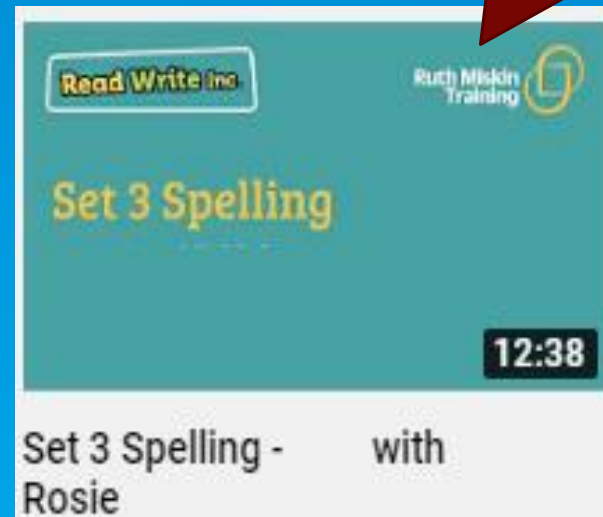 Read Write Inc.
Ruth Miskin
Training
Set 3 Spelling
12:38
Set 3 Spelling - with
Rosie